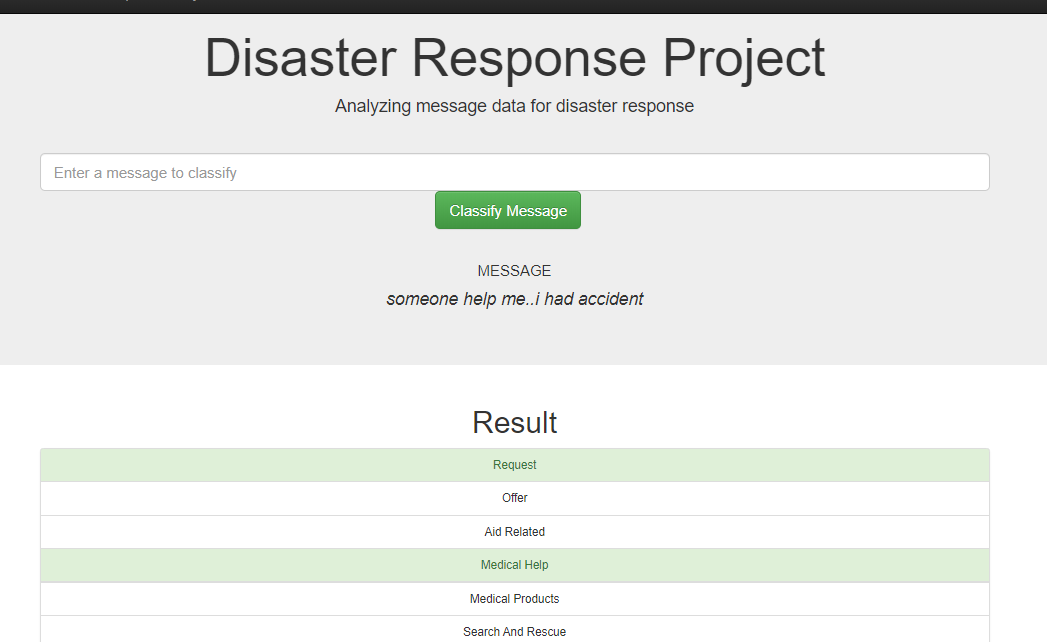 Disaster Response Project
Analyzing message data for disaster response
Enter a message to classify
Classify Message
MESSAGE
someone help me..i had accident
Result
Request
Offer
Aid Related
Medical Help
Medical Products
Search And Rescue